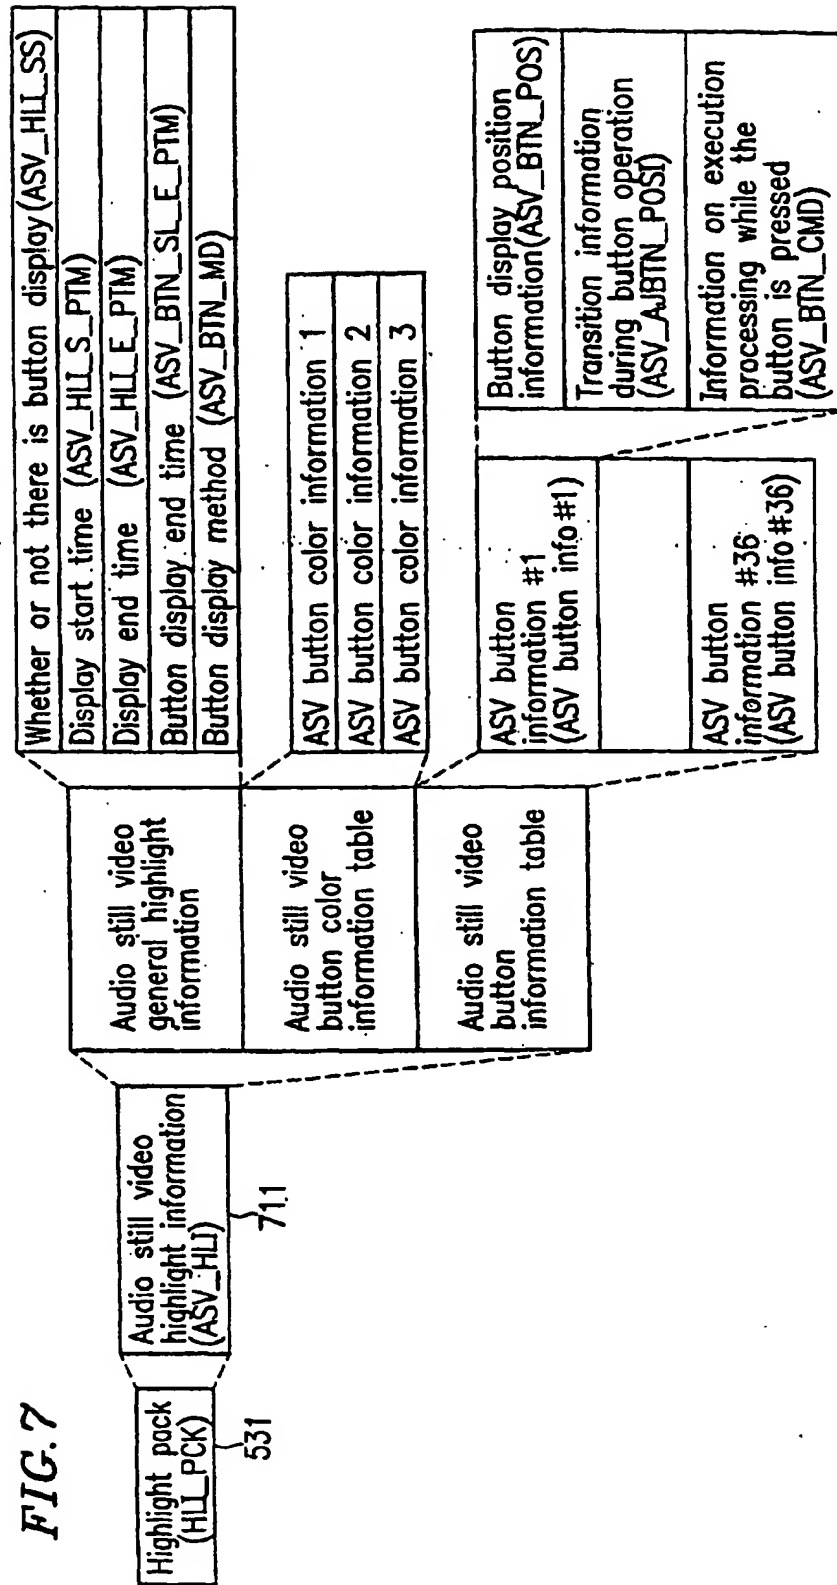 FIG. 7
Highlight pack
(HLI_PCK)
531
Audio still video
highlight information
(ASV_HLI)
711
Audio still video
general highlight
information
Audio still video
button color
information table
Audio still video
button
information table
Whether or not there is button display(ASV_HLI_SS)
Display start time (ASV_HLI_S_PTM)
Display end time (ASV_HLI_E_PTM)
Button display end time (ASV_BTN_SL_E_PTM)
Button display method (ASV_BTN_MD)
ASV button color information 1
ASV button color information 2
ASV button color information 3
ASV button
information #1
(ASV button info#1)
ASV button
information #36
(ASV button info#36)
Button display position
information(ASV_BTN_POS)
Transition information
during button operation
(ASV_AJBTN_POSI)
Information on execution
processing while the
button is pressed
(ASV_BTN_CMD)